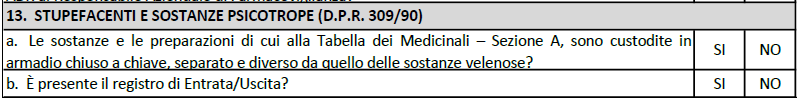 13. STUPEFACENTI E SOSTANZE PSICOTROPE (D.P.R. 309/90)
a. Le sostanze e le preparazioni di cui alla Tabella dei Medicinali – Sezione A, sono custodite in SI NO
armadio chiuso a chiave, separato e diverso da quello delle sostanze velenose?
b. È presente il registro di Entrata/Uscita? SI NO